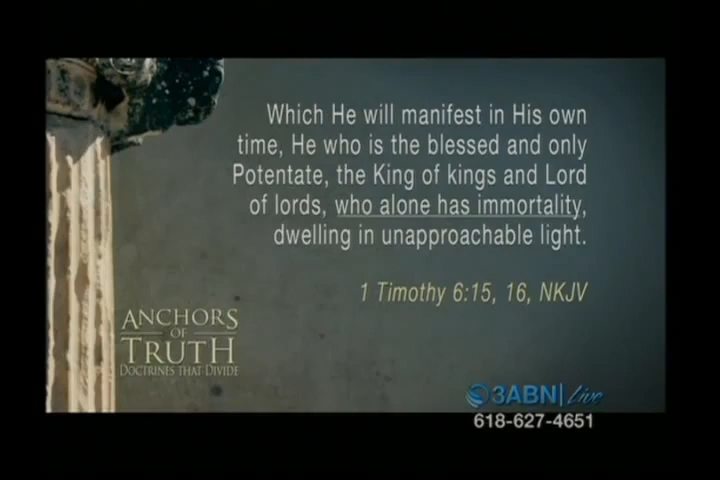 Which He will manifest in His own
time, He who is the blessed and only
Potentate, the King of kings and Lord
of lords, who alone has immortality,
dwelling in unapproachable light.
1 Timothy 6:15, 16, NKJV
ANCHORS
OF
TRUTH
DOCTRINES THAT DIVIDE
3ABN Live
618-627-4651